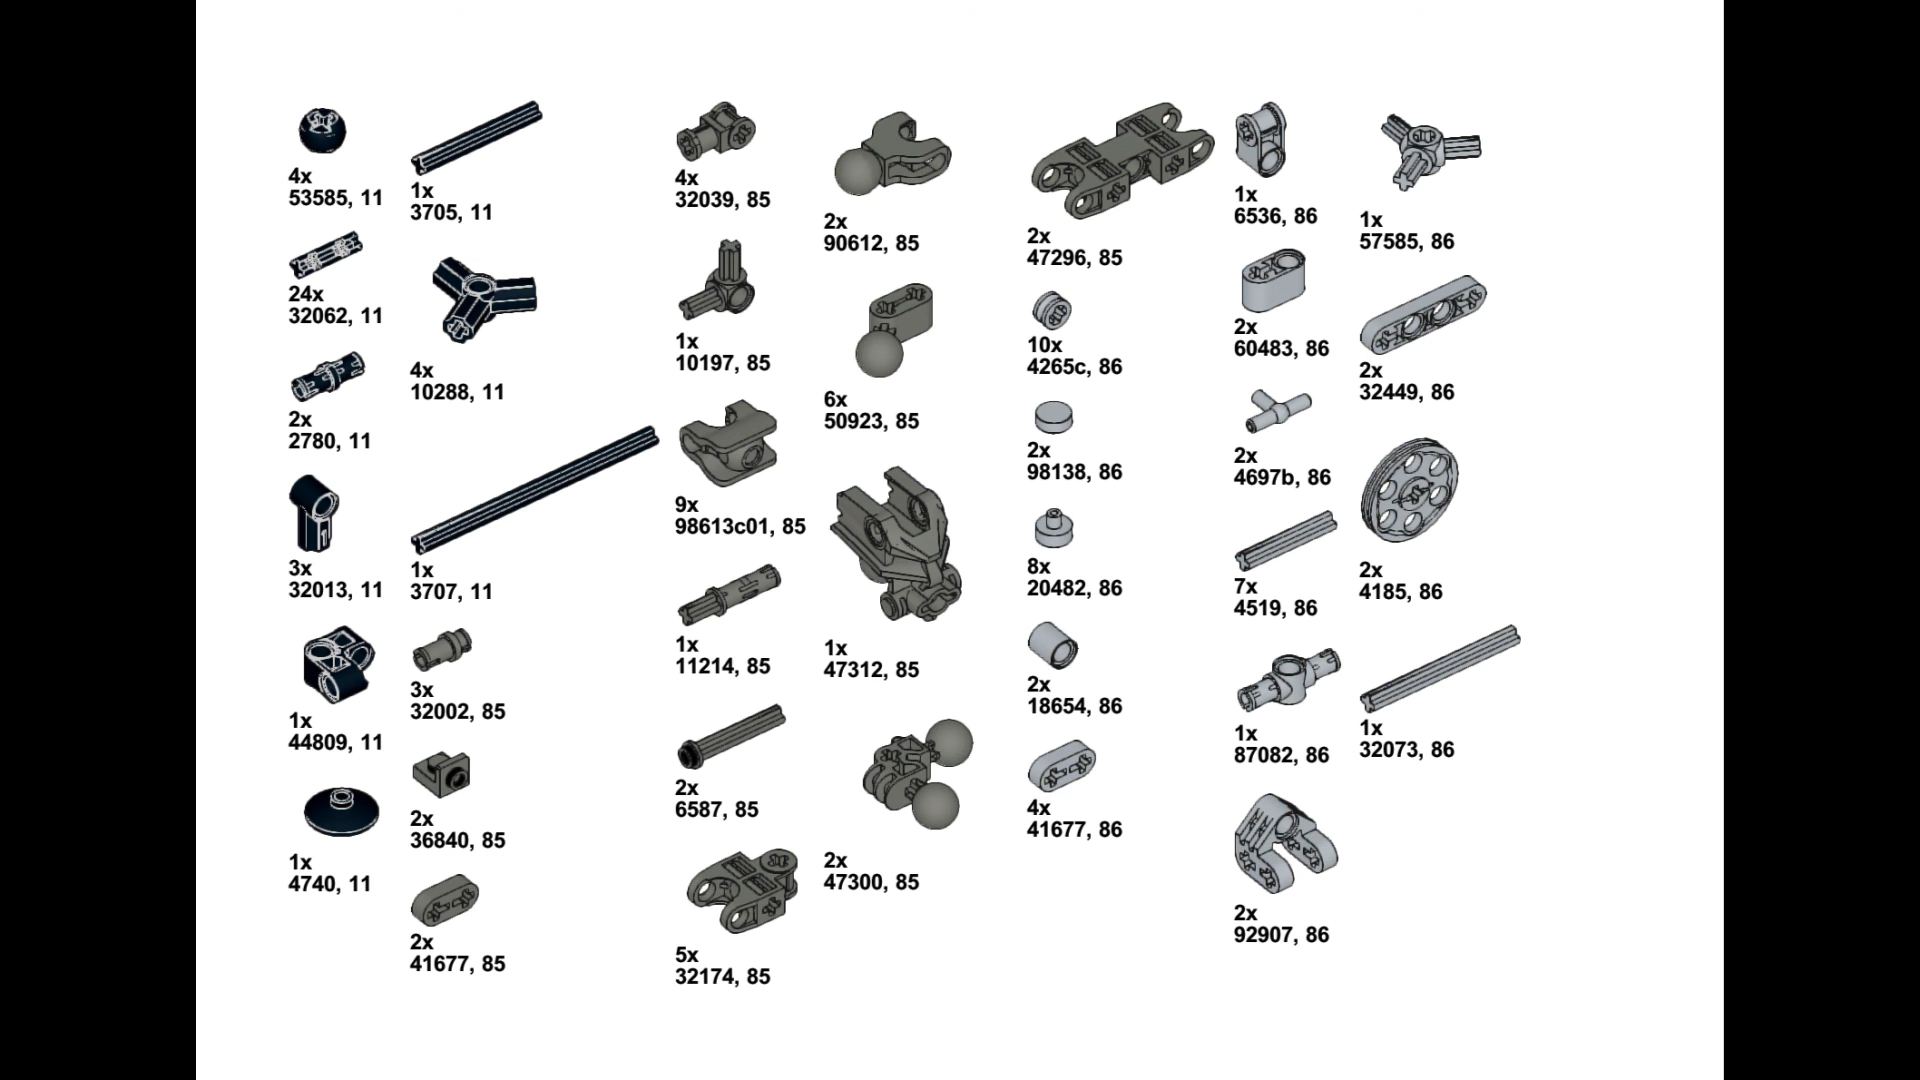 4x
53585, 11
24x
32062, 11
2x
2780, 11
3x
32013, 11
1x
44809, 11
1x
4740, 11
1x
3705, 11
4x
10288, 11
1x
3707, 11
3x
32002, 85
2x
36840, 85
2x
41677, 85
4x
32039, 85
1x
10197, 85
9x
98613c01, 85
1x
11214, 85
2x
6587, 85
5x
32174, 85
2x
90612, 85
6x
50923, 85
1x
47312, 85
2x
47300, 85
2x
47296, 85
10x
4265c, 86
2x
98138, 86
8x
20482, 86
2x
18654, 86
4x
41677, 86
1x
6536, 86
2x
60483, 86
2x
4697b, 86
7x
4519, 86
1x
87082, 86
2x
92907, 86
1x
57585, 86
2x
32449, 86
2x
4185, 86
1x
32073, 86